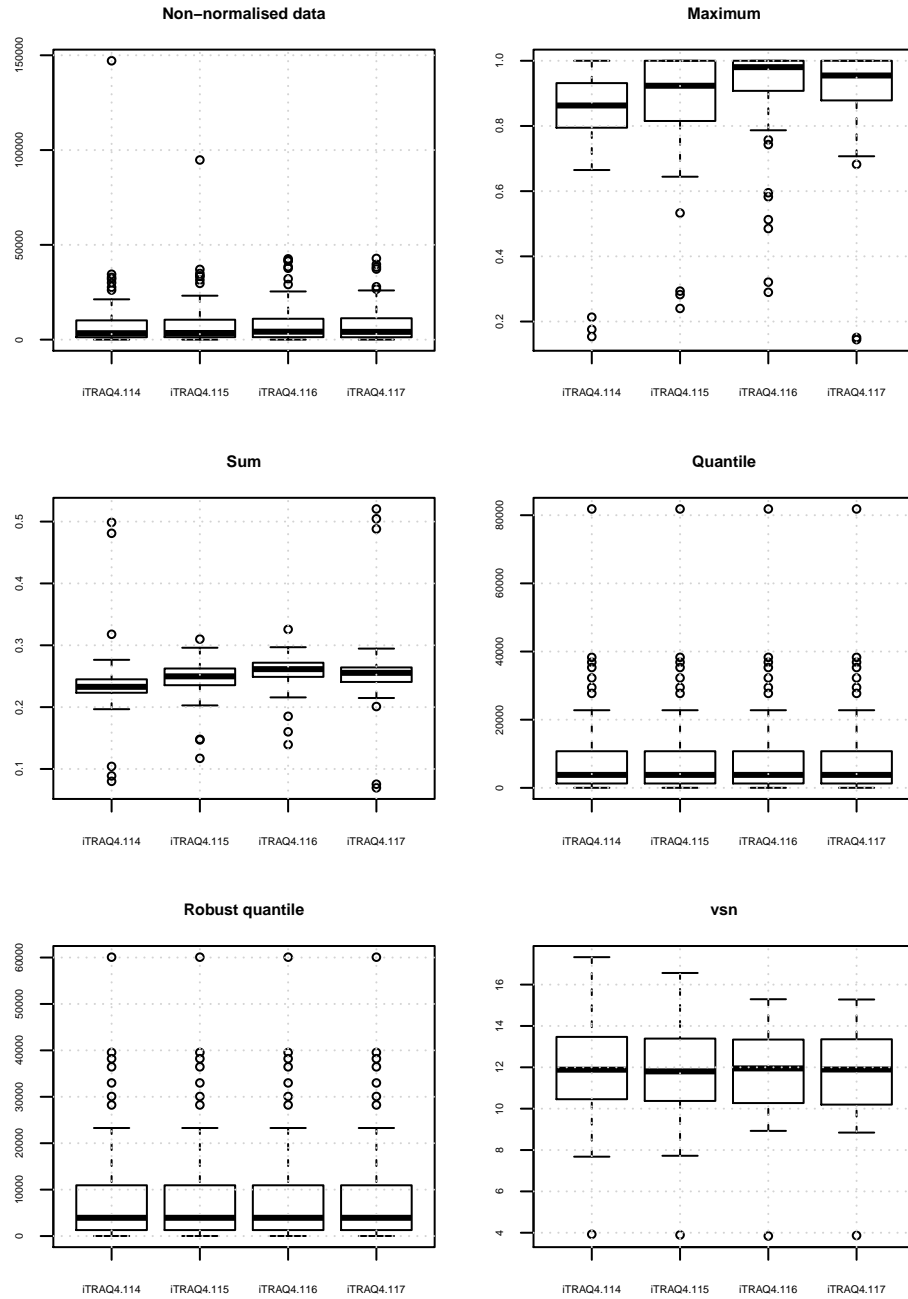 Non−normalised data
150000
100000
50000
0
iTRAQ4.114 iTRAQ4.115 iTRAQ4.116 iTRAQ4.117
Maximum
1.0
0.8
0.6
0.4
0.2
iTRAQ4.114 iTRAQ4.115 iTRAQ4.116 iTRAQ4.117
Sum
0.5
0.4
0.3
0.2
0.1
iTRAQ4.114 iTRAQ4.115 iTRAQ4.116 iTRAQ4.117
Quantile
80000
60000
40000
20000
0
iTRAQ4.114 iTRAQ4.115 iTRAQ4.116 iTRAQ4.117
Robust quantile
60000
50000
40000
30000
20000
10000
0
iTRAQ4.114 iTRAQ4.115 iTRAQ4.116 iTRAQ4.117
vsn
16
14
12
10
8
6
4
iTRAQ4.114 iTRAQ4.115 iTRAQ4.116 iTRAQ4.117